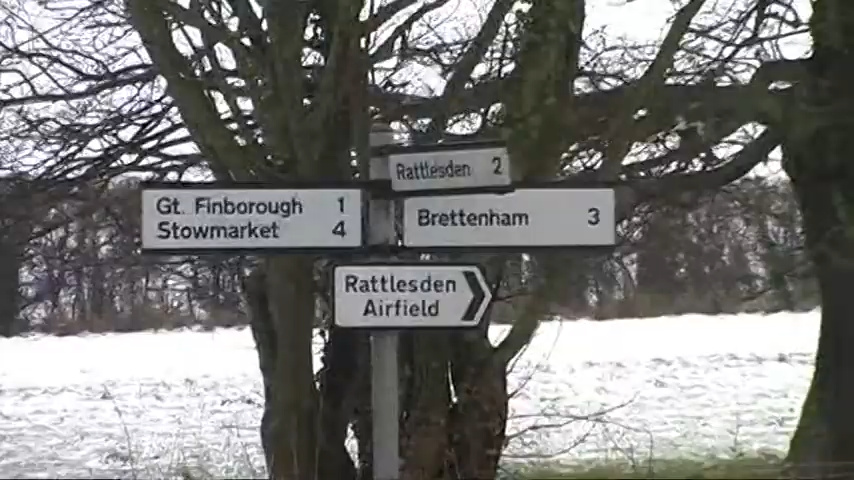 Rattlesden 2
Gt. Finborough 1
Stowmarket 4
Brettenham 3
Rattlesden
Airfield